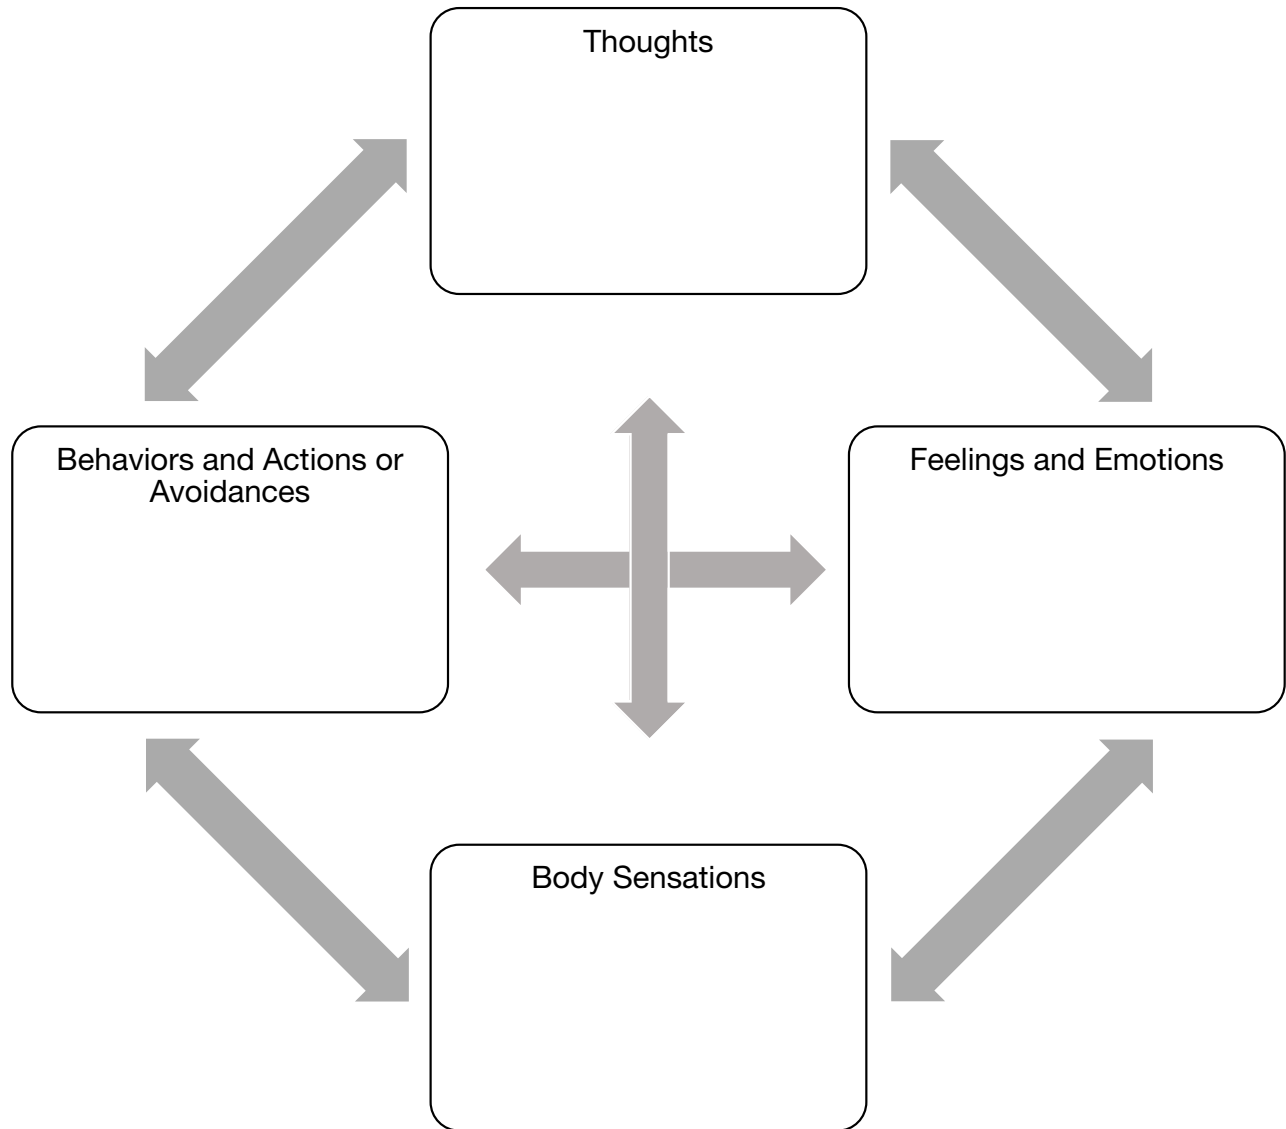 Thoughts
Behaviors and Actions or
Avoidances
Feelings and Emotions
Body Sensations